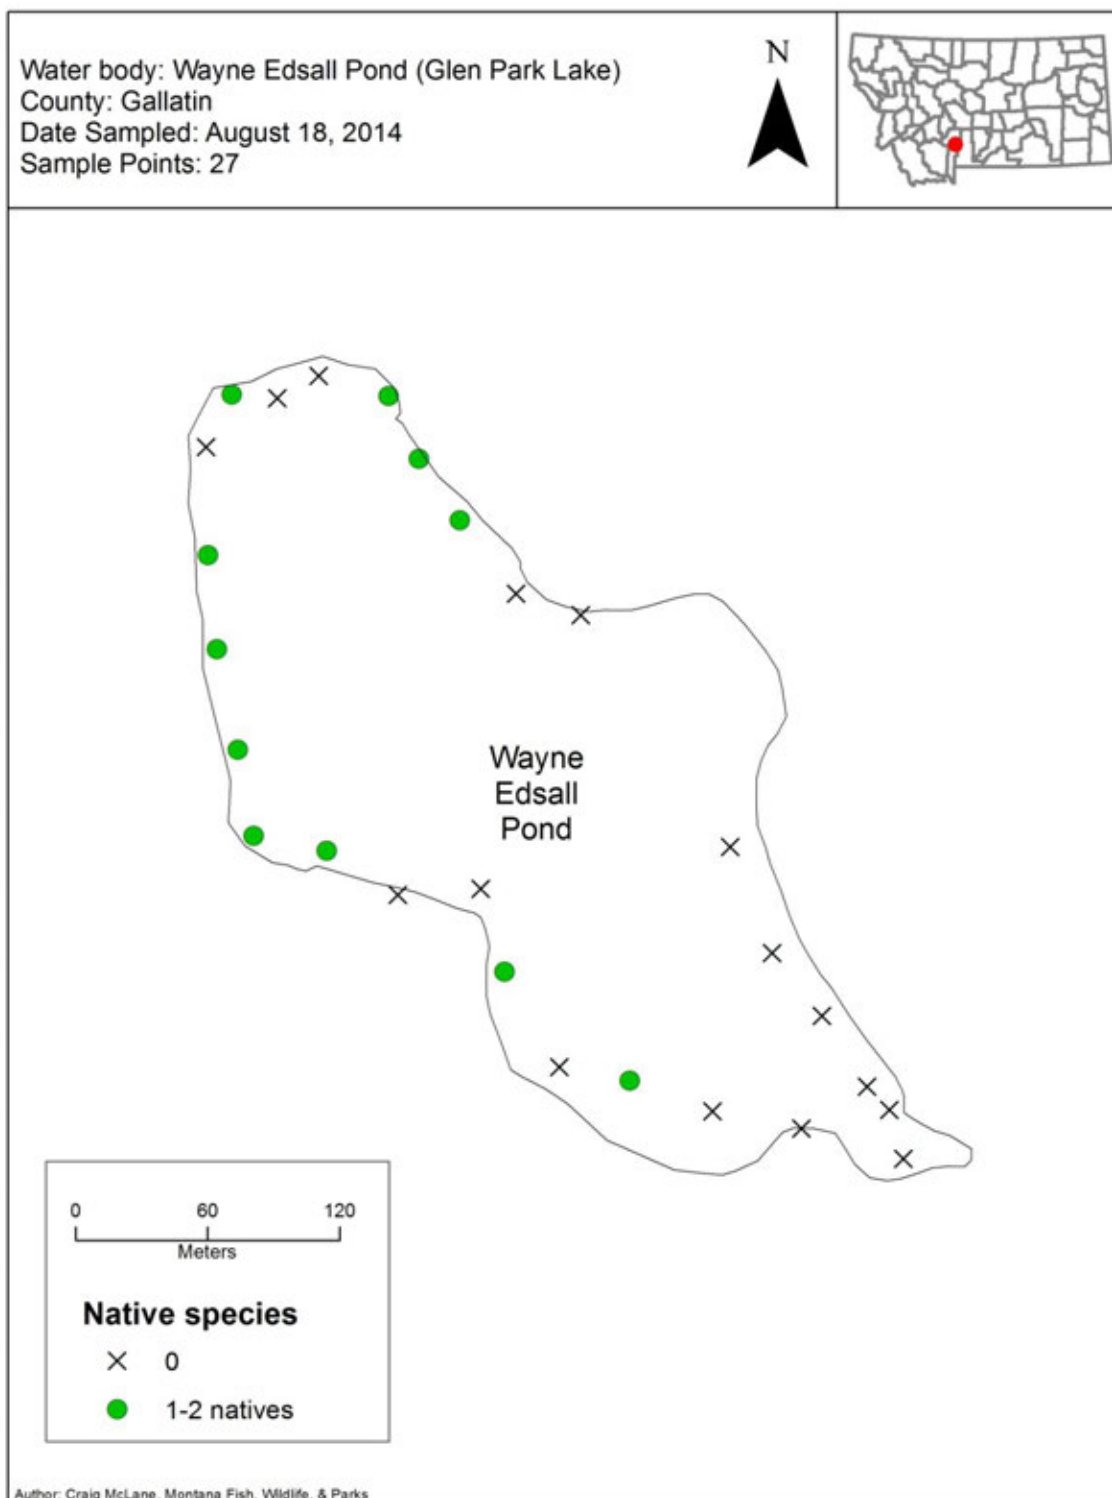 Water body: Wayne Edsall Pond (Glen Park Lake)
County: Gallatin
Date Sampled: August 18, 2014
Sample Points: 27
N
Wayne
Edsall
Pond
0 60 120
Meters
Native species
0
1-2 natives
Author: Craig McLane, Montana Fish, Wildlife, & Parks